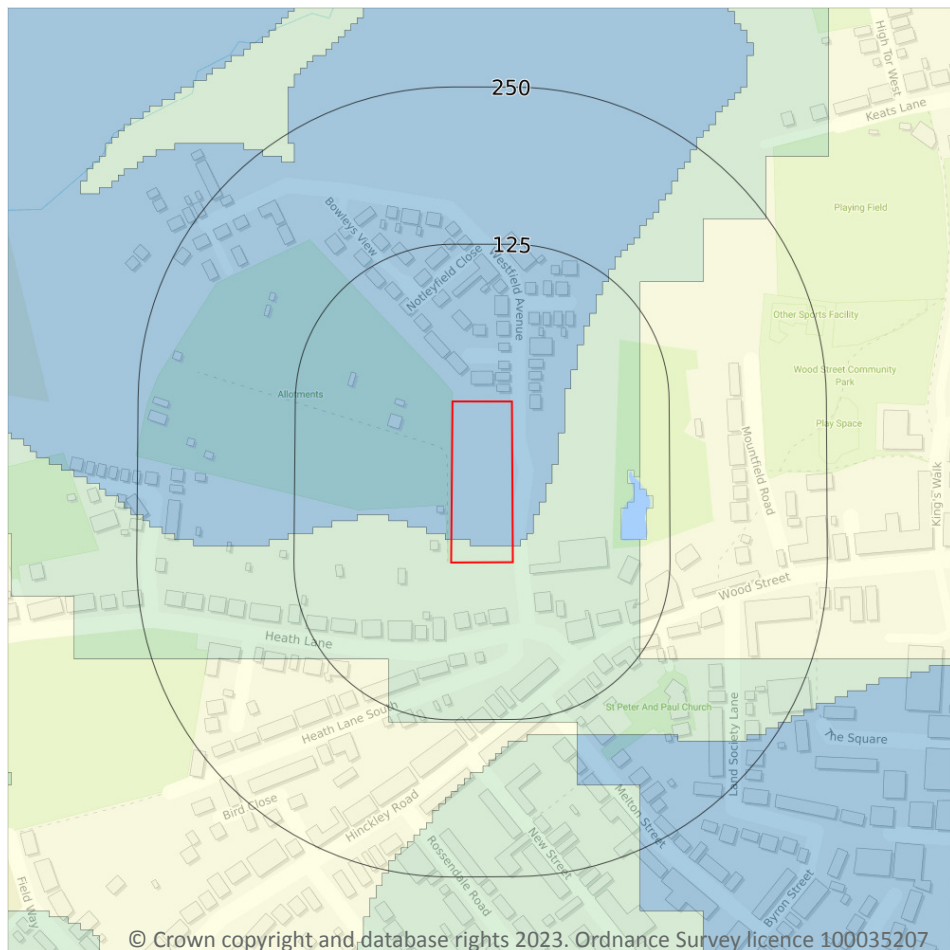 250
High Tor West
Keats Lane
Playing Field
Bowleys View
125
Westfield Avenue
Notleyfield Close
Other Sports Facility
Wood Street Community
Park
Allotments
Play Space
Mountfield Road
King's Walk
Wood Street
Heath Lane
St Peter And Paul Church
Heath Lane South
Land Society Lane
The Square
Bird Close
Hinckley Road
Melton Street
Rossendale Road
New Street
Field Way
Byron Street
© Crown copyright and database rights 2023. Ordnance Survey licence 100035207